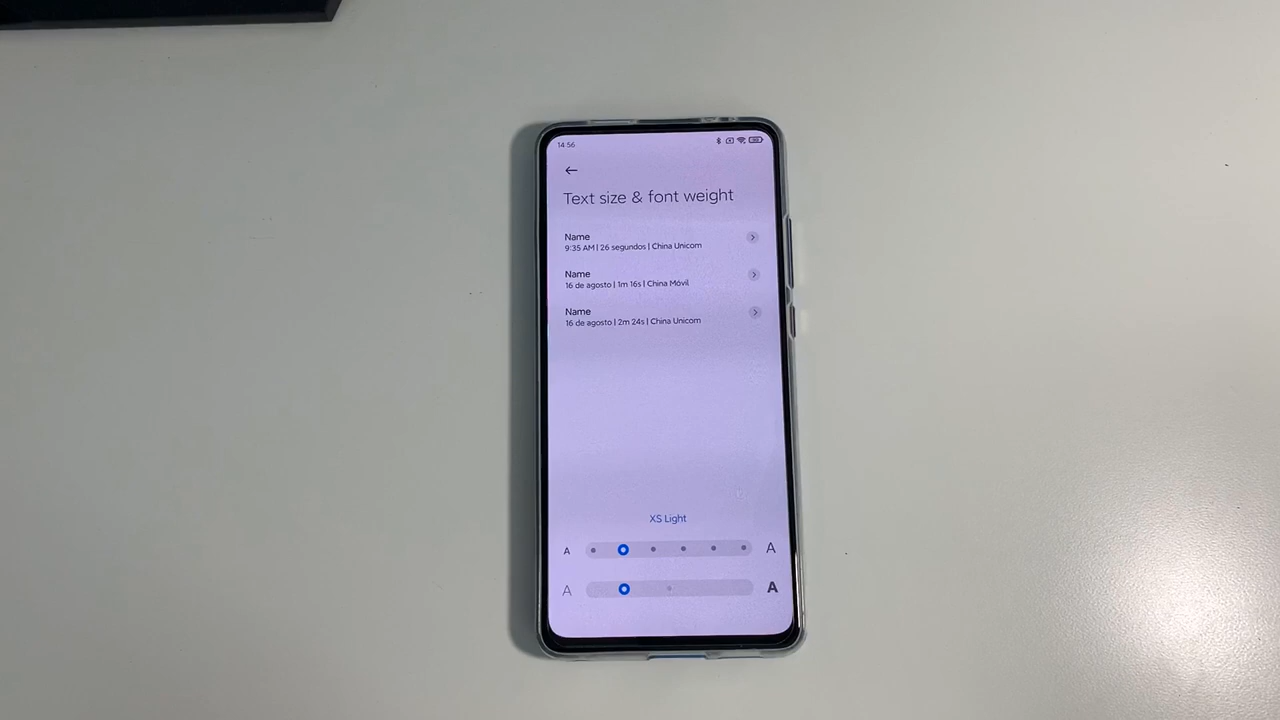 14 56
Text size & font weight
Name
9:35 AM | 26 segundos | China Unicom
Name
16 de agosto | 1m 16s | China Móvil
Name
16 de agosto | 2m 24s | China Unicom
XS Light
A A
A A